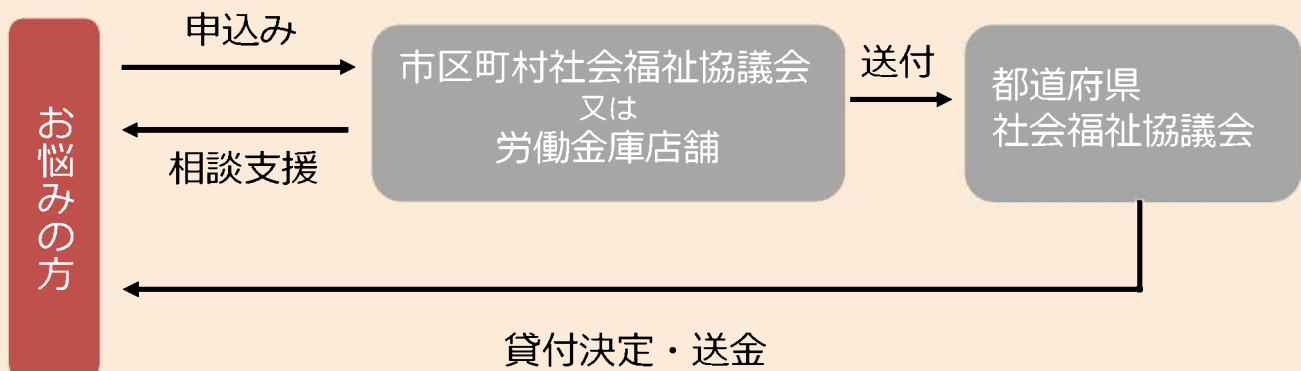 お悩みの方
申込み
相談支援
市区町村社会福祉協議会
又は
労働金庫店舗
送付
都道府県
社会福祉協議会
貸付決定・送金